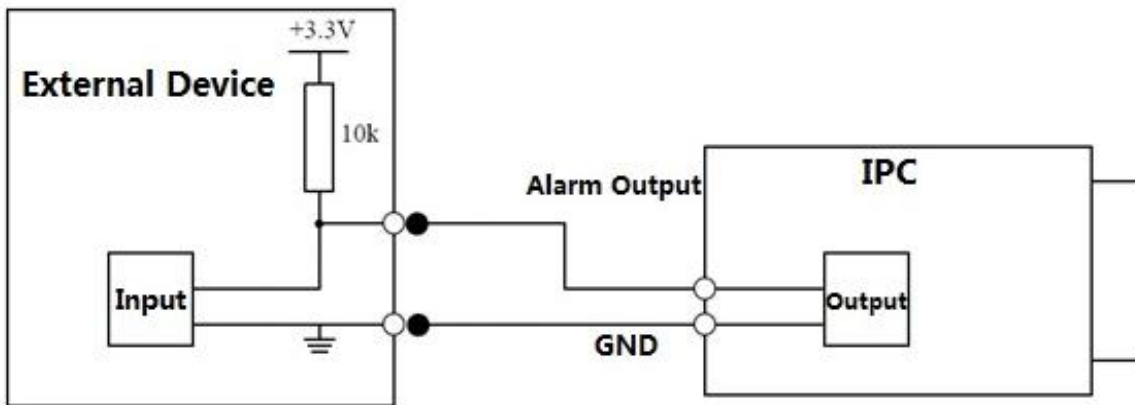 +3.3V
External Device
10k
Alarm Output
IPC
Input
Output
GND